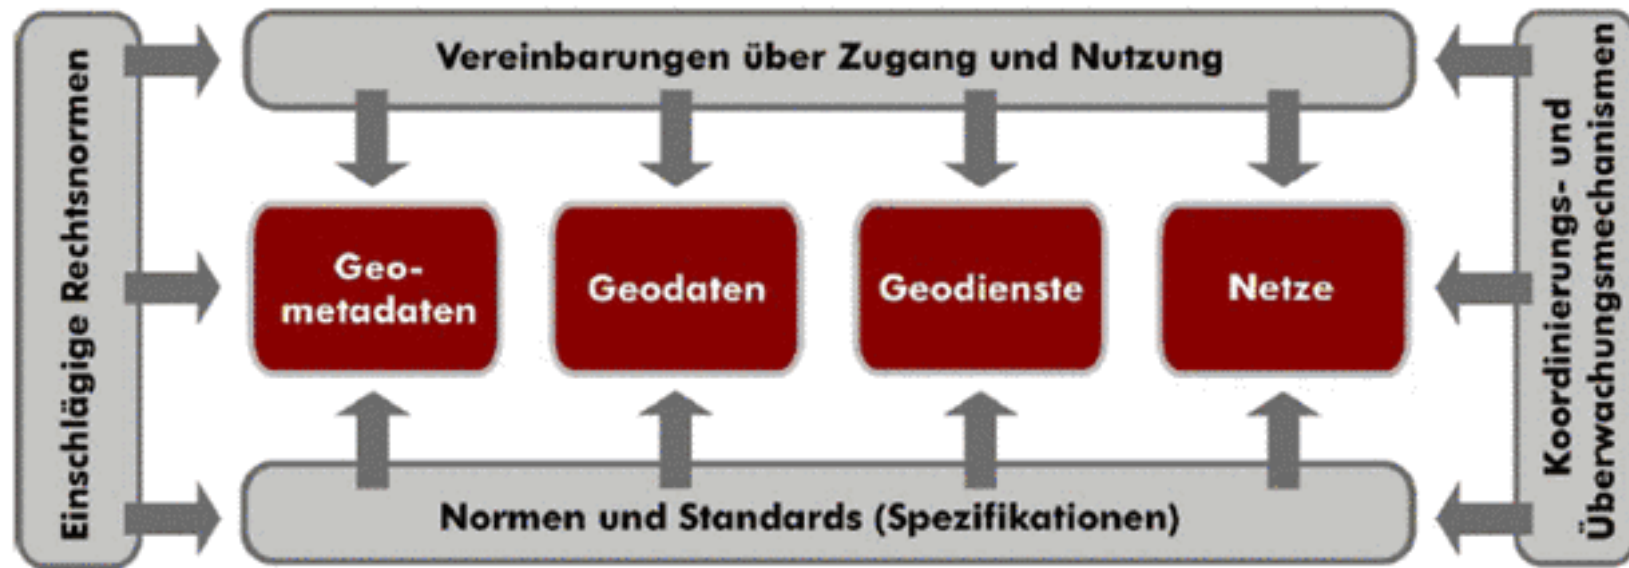 Einschlägige Rechtsnormen
Vereinbarungen über Zugang und Nutzung
Geo-
metadaten
Geodaten
Geodienste
Netze
Normen und Standards (Spezifikationen)
Koordinierungs- und
Überwachungsmechanismen